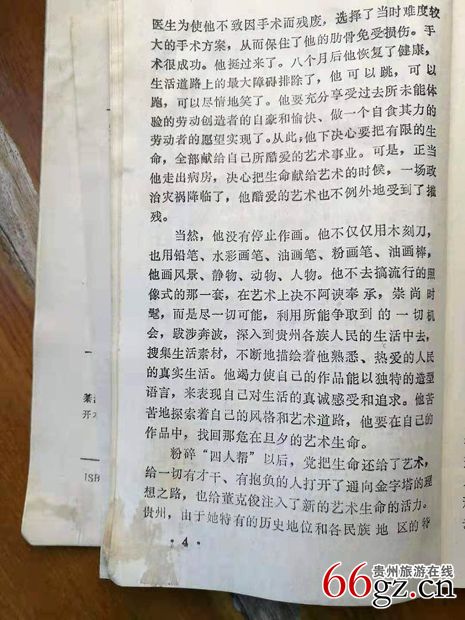 医生为使他不致因手术而残废，选择了当时难度较
大的手术方案，从而保住了他的肋骨免受损伤。手
术很成功。他挺过来了。八个月后他恢复了健康，
生活道路上的最大障碍排除了，他可以跳，可以
跑，可以尽情地笑了。他要充分享受过去所未能体
验的劳动创造者的自豪和愉快、做一个自食其力的
劳动者的愿望实现了。从此，他下决心要把有限的生
命，全部献给自己所酷爱的艺术事业。可是，正当
他走出病房，决心把生命献给艺术的时候，一场政
治灾祸降临了，他酷爱的艺术也不例外地受到了摧
残。
当然，他没有停止作画。他不仅仅用木刻刀，
也用铅笔、水彩画笔、油画笔、粉画笔、油画棒，
他画风景、静物、动物、人物。他不去搞流行的照
像式的那一套，在艺术上决不阿谀奉承，崇尚时
髦，而是尽一切可能，利用所能争取到的一切机
会，跋涉奔波，深入到贵州各族人民的生活中去，
搜集生活素材，不断地描绘着他熟悉、热爱的人民
的真实生活。他竭力使自己的作品能以独特的造型
语言，来表现自己对生活的真诚感受和追求。他苦
苦地探索着自己的风格和艺术道路，他要在自己的
作品中，找回那危在旦夕的艺术生命。
粉碎“四人帮”以后，党把生命还给了艺术，
给一切有才干、有抱负的人打开了通向金字塔的理
想之路，也给董克俊注入了新的艺术生命的活力。
贵州，由于她特有的历史地位和各民族地区的特
·4·
开本
ISB
贵州旅游在线
66gz.cn